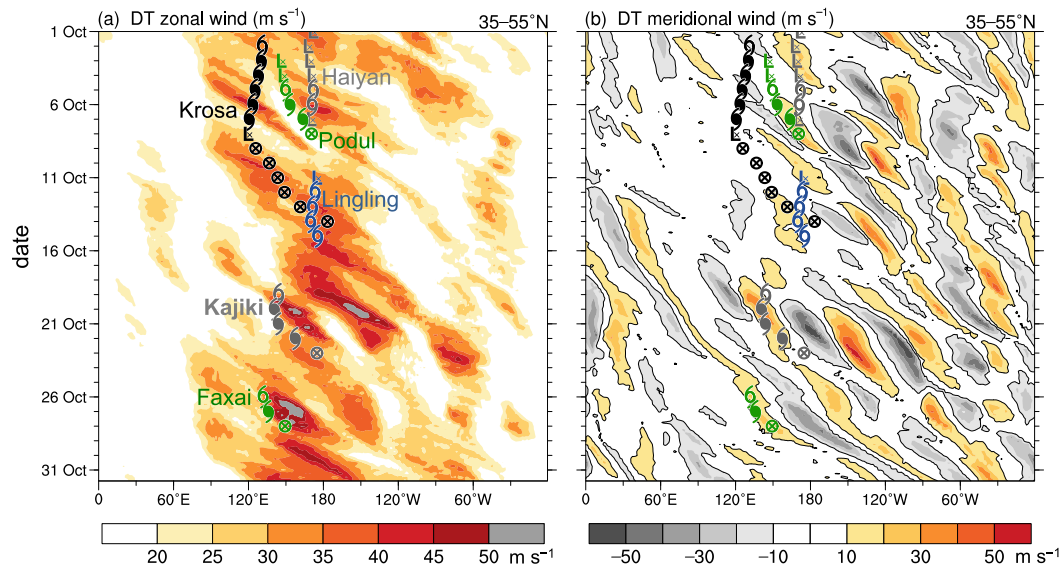 (a) DT zonal wind (m s⁻¹) 35–55°N
(b) DT meridional wind (m s⁻¹) 35–55°N
date
1 Oct
6 Oct
11 Oct
16 Oct
21 Oct
26 Oct
31 Oct
L
L
L
L
Haiyan
Krosa
L
L
Podul
L
Lingling
Kajiki
Faxai
L
L
L
L
L
L
L
0 60°E 120°E 180° 120°W 60°W
0 60°E 120°E 180° 120°W 60°W
20 25 30 35 40 45 50 m s⁻¹
−50 −30 −10 10 30 50 m s⁻¹